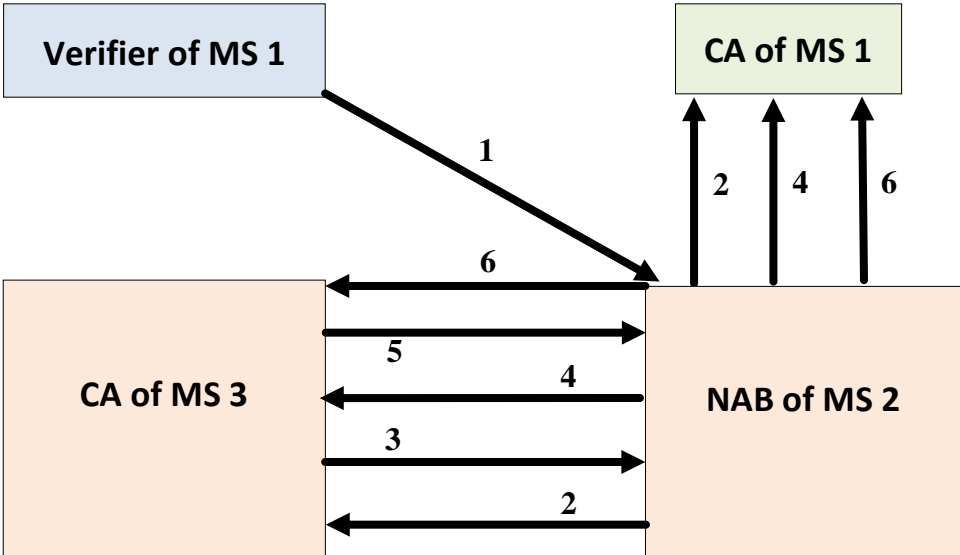 Verifier of MS 1
CA of MS 1
1
2
4
6
6
5
4
CA of MS 3
NAB of MS 2
3
2